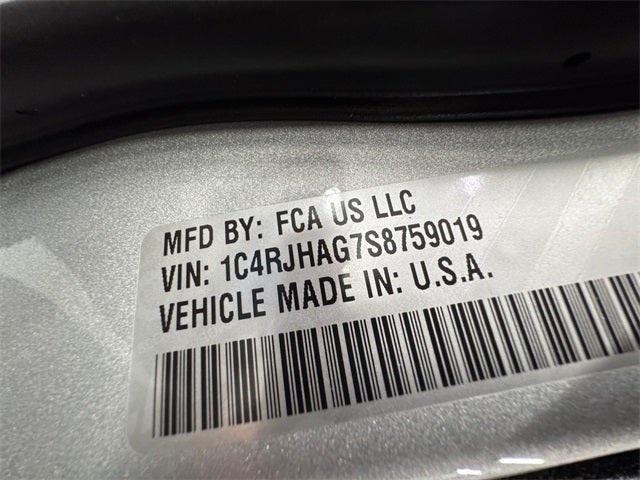 MFD BY: FCA US LLC
VIN: 1C4RJHAG7S8759019
VEHICLE MADE IN: U.S.A.